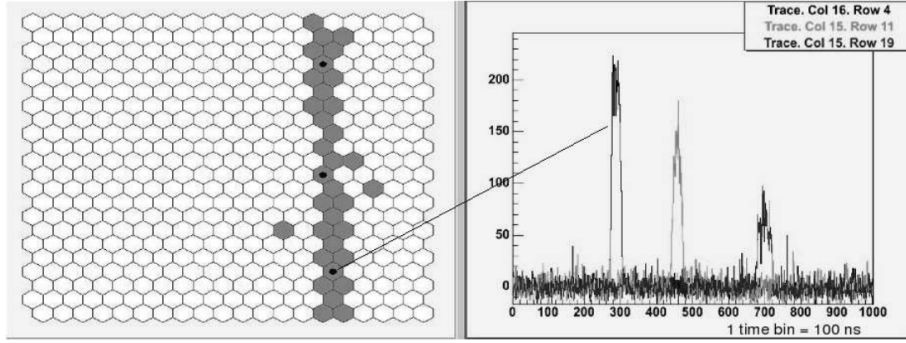 Trace. Col 16. Row 4
Trace. Col 15. Row 11
Trace. Col 15. Row 19
200
150
100
50
0
0 100 200 300 400 500 600 700 800 900 1000
1 time bin = 100 ns